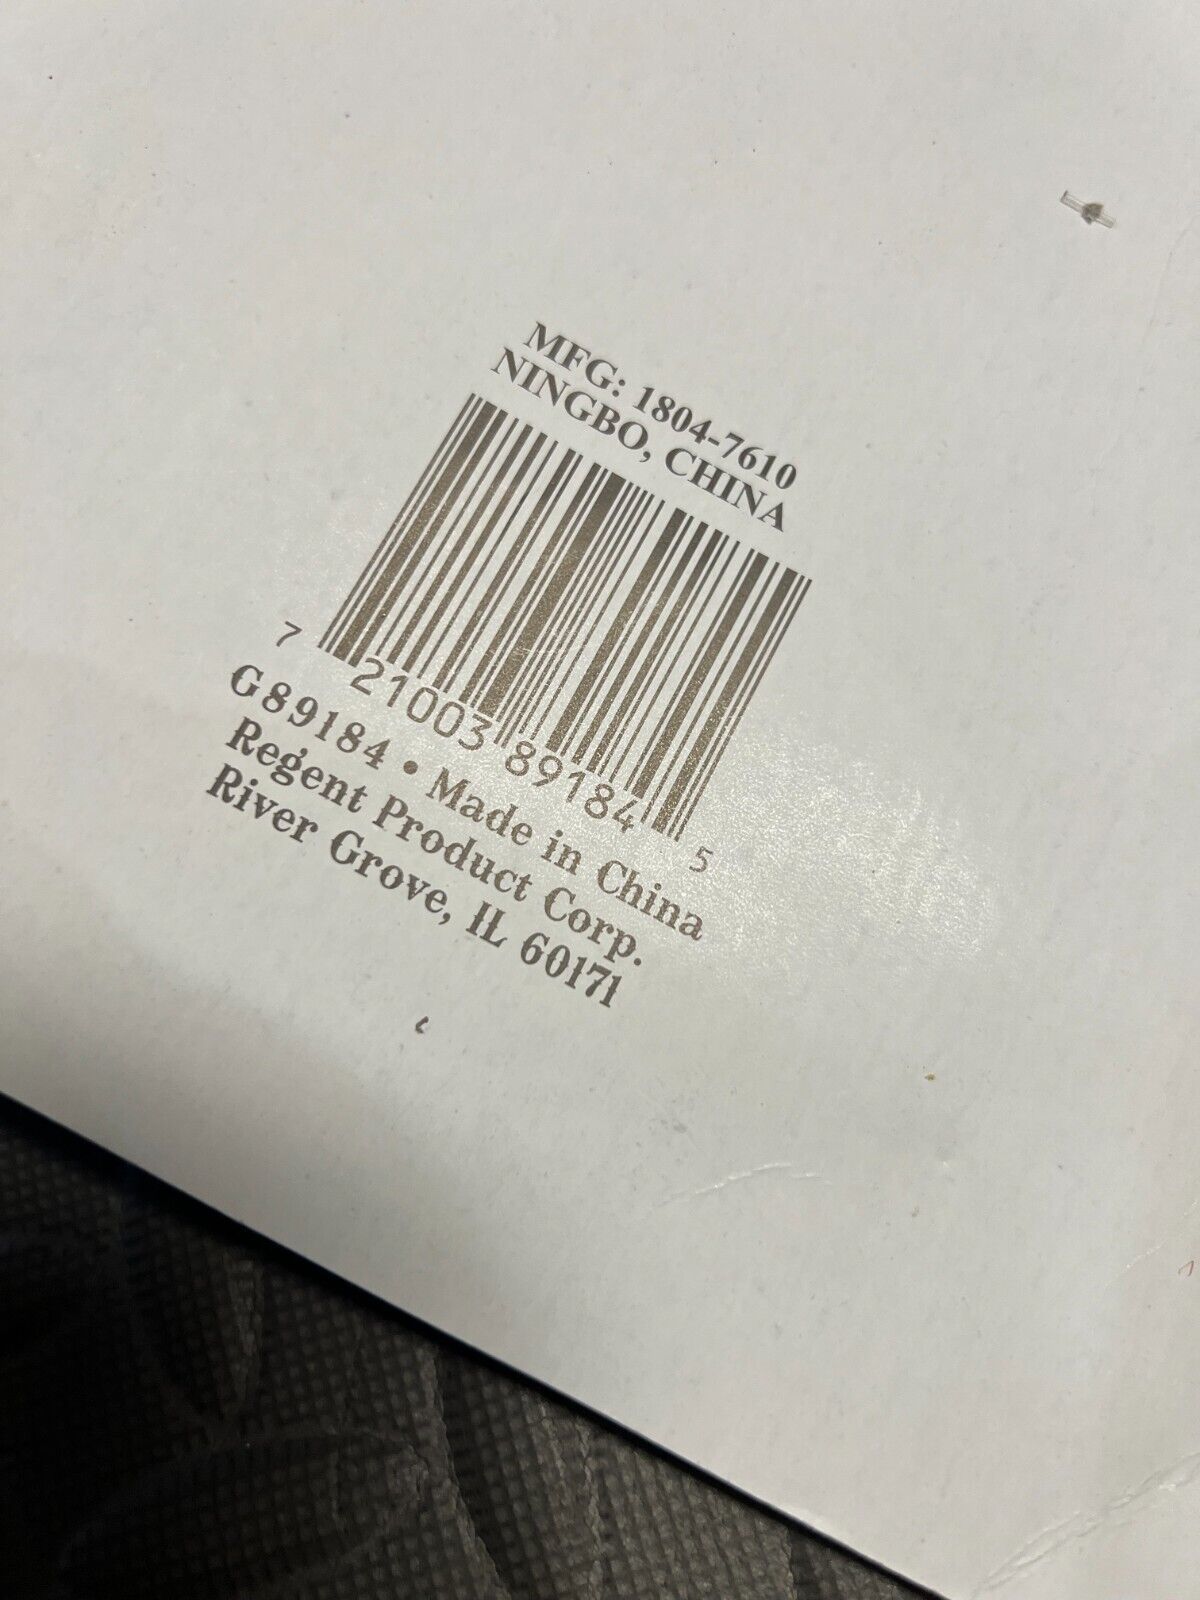 MFG: 1804-7610
NINGBO, CHINA
7 21003 89184 5
G89184 • Made in China
Regent Product Corp.
River Grove, IL 60171